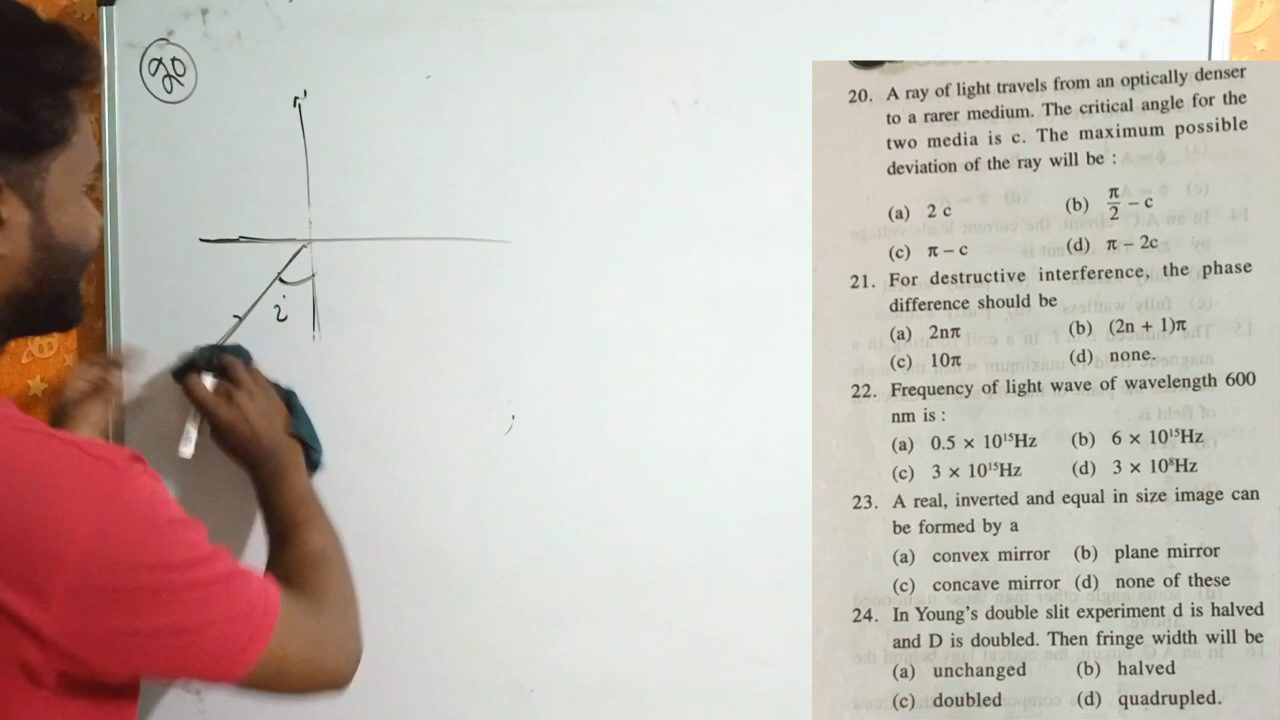 20
i
20. A ray of light travels from an optically denser
to a rarer medium. The critical angle for the
two media is c. The maximum possible
deviation of the ray will be :
(a) 2 c (b) π/2 – c
(c) π – c (d) π – 2c
21. For destructive interference, the phase
difference should be
(a) 2nπ (b) (2n + 1)π
(c) 10π (d) none.
22. Frequency of light wave of wavelength 600
nm is :
(a) 0.5 × 10¹⁵Hz (b) 6 × 10¹⁵Hz
(c) 3 × 10¹⁵Hz (d) 3 × 10⁸Hz
23. A real, inverted and equal in size image can
be formed by a
(a) convex mirror (b) plane mirror
(c) concave mirror (d) none of these
24. In Young's double slit experiment d is halved
and D is doubled. Then fringe width will be
(a) unchanged (b) halved
(c) doubled (d) quadrupled.